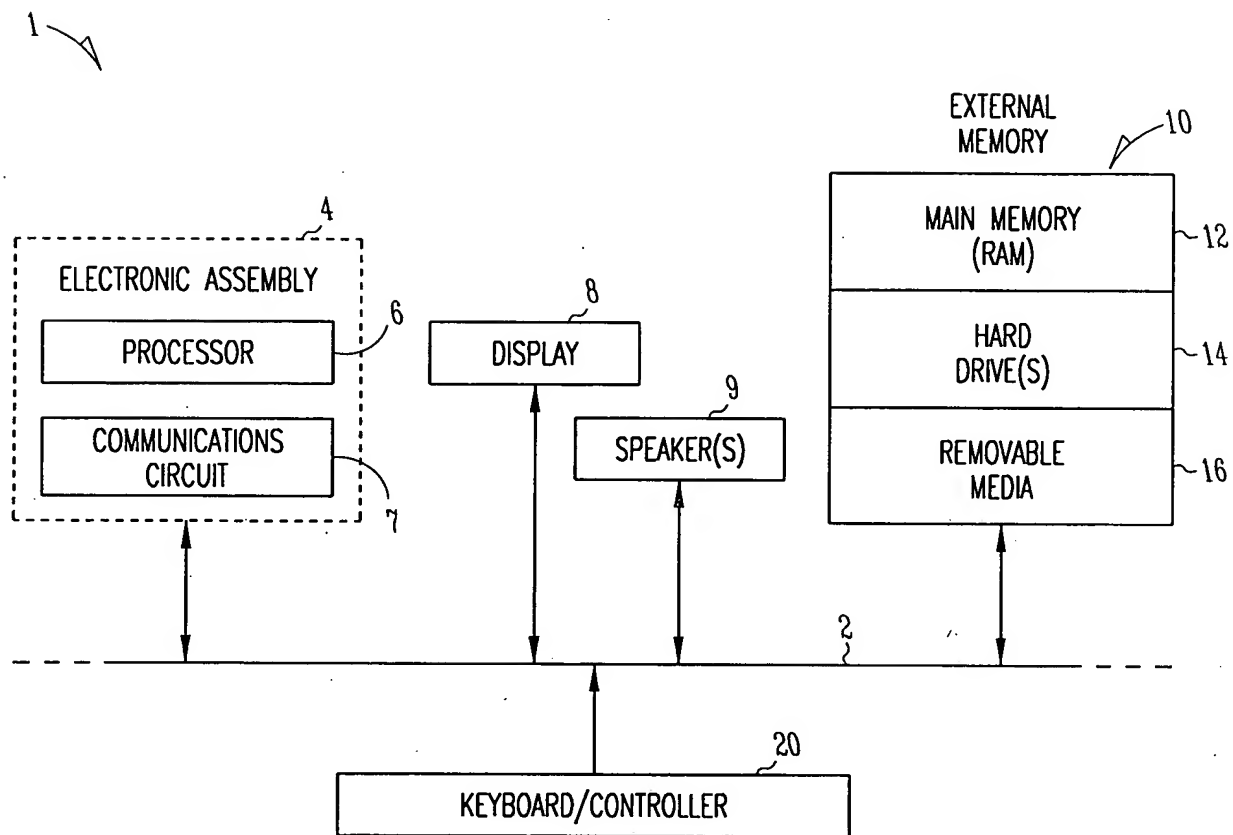 1
EXTERNAL
MEMORY
10
MAIN MEMORY
(RAM)
12
HARD
DRIVE(S)
14
REMOVABLE
MEDIA
16
4
ELECTRONIC ASSEMBLY
PROCESSOR
6
COMMUNICATIONS
CIRCUIT
7
8
DISPLAY
9
SPEAKER(S)
2
20
KEYBOARD/CONTROLLER